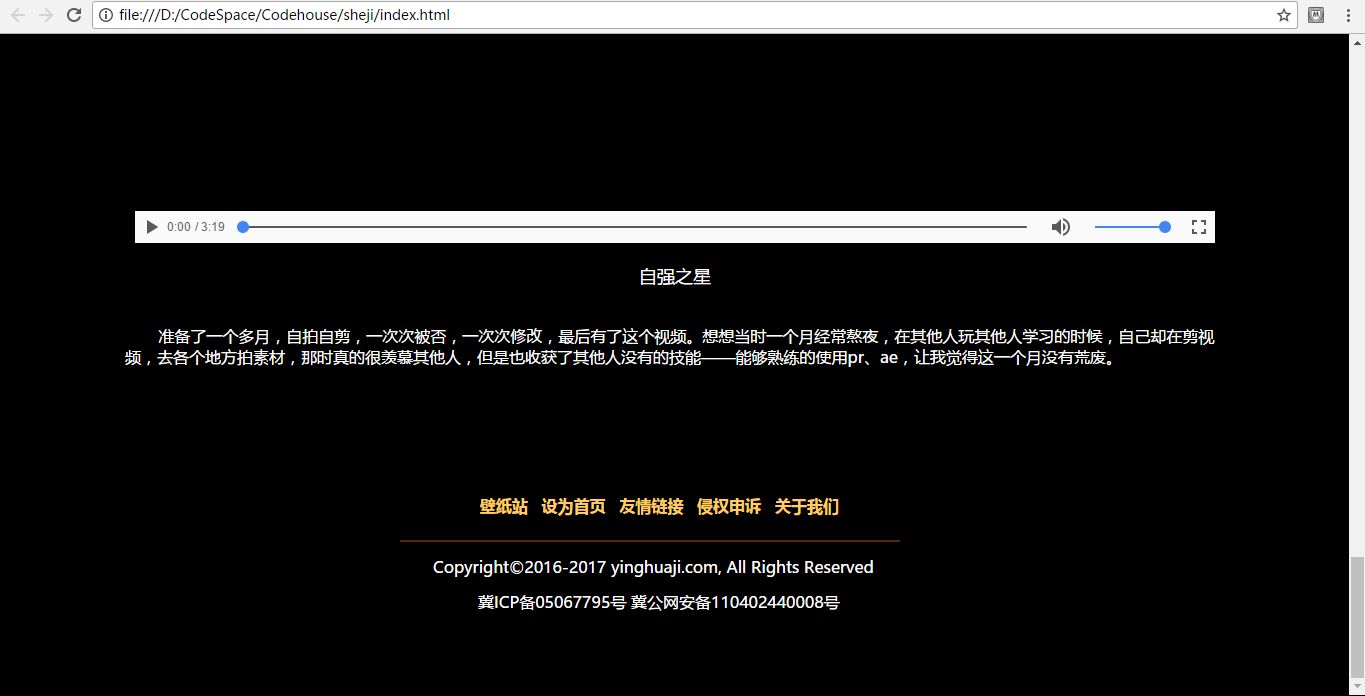 file:///D:/CodeSpace/Codehouse/sheji/index.html
0:00 / 3:19
自强之星
准备了一个多月，自拍自剪，一次次被否，一次次修改，最后有了这个视频。想想当时一个月经常熬夜，在其他人玩其他人学习的时候，自己却在剪视
频，去各个地方拍素材，那时真的很羡慕其他人，但是也收获了其他人没有的技能——能够熟练的使用pr、ae，让我觉得这一个月没有荒废。
壁纸站 设为首页 友情链接 侵权申诉 关于我们
Copyright©2016-2017 yinghuaji.com, All Rights Reserved
冀ICP备05067795号 冀公网安备110402440008号